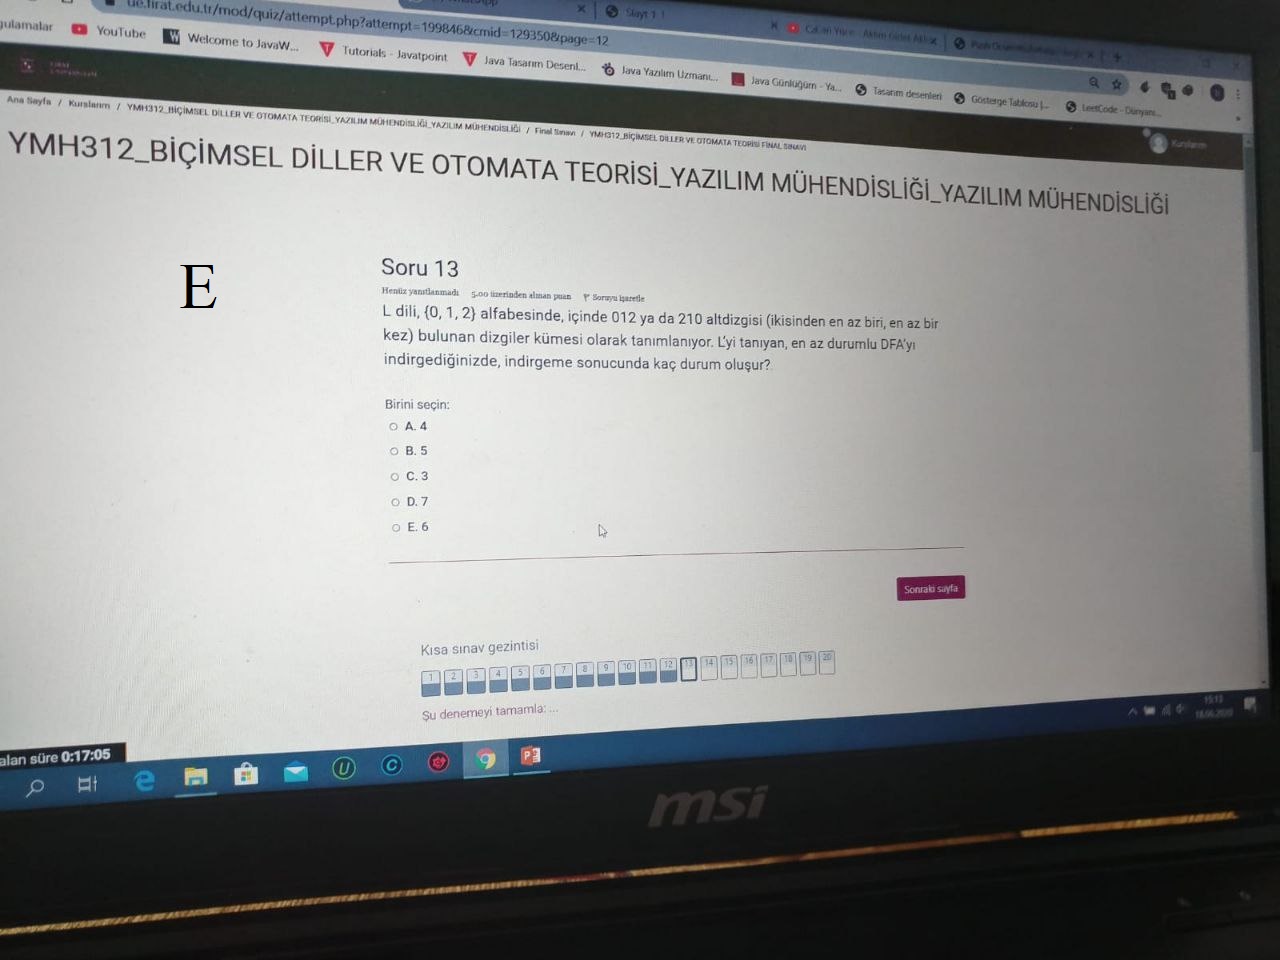 ue.firat.edu.tr/mod/quiz/attempt.php?attempt=199846&cmid=129350&page=12
Slayt 1
YouTube
Welcome to JavaW...
Tutorials - Javatpoint
Java Tasarım Desenl...
Java Yazılım Uzmanı...
Java Günlüğüm - Ya...
Tasarım desenleri
Gösterge Tablosu |...
LeetCode - Dünyanı...
Ana Sayfa / Kurslarım / YMH312_BİÇİMSEL DİLLER VE OTOMATA TEORİSİ_YAZILIM MÜHENDİSLİĞİ_YAZILIM MÜHENDİSLİĞİ / Final Sınavı / YMH312_BİÇİMSEL DİLLER VE OTOMATA TEORİSİ FİNAL SINAVI
Kurslarım
YMH312_BİÇİMSEL DİLLER VE OTOMATA TEORİSİ_YAZILIM MÜHENDİSLİĞİ_YAZILIM MÜHENDİSLİĞİ
E
Soru 13
Henüz yanıtlanmadı 5,00 üzerinden alınan puan Soruyu işaretle
L dili, {0, 1, 2} alfabesinde, içinde 012 ya da 210 altdizgisi (ikisinden en az biri, en az bir
kez) bulunan dizgiler kümesi olarak tanımlanıyor. L'yi tanıyan, en az durumlu DFA'yı
indirgediğinizde, indirgeme sonucunda kaç durum oluşur?
Birini seçin:
A. 4
B. 5
C. 3
D. 7
E. 6
Sonraki sayfa
Kısa sınav gezintisi
1 2 3 4 5 6 7 8 9 10 11 12 13 14 15 16 17 18 19 20
Şu denemeyi tamamla: ...
alan süre 0:17:05
15:13
18.06.2020
msi